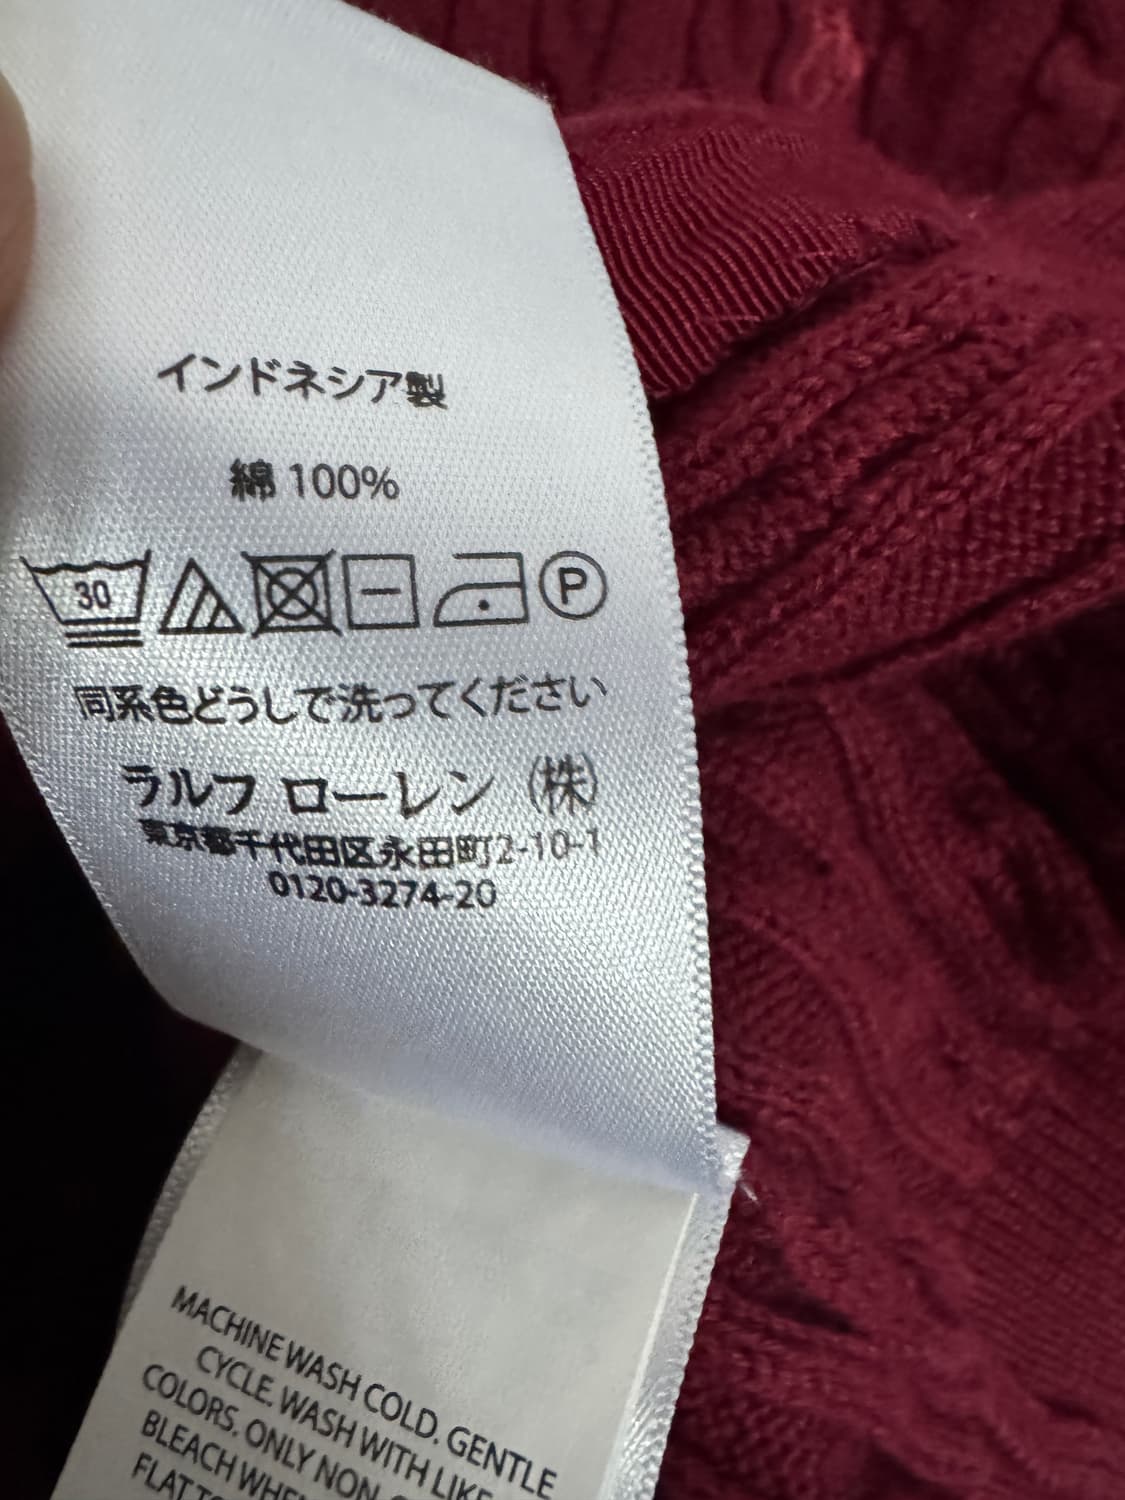 インドネシア製
綿 100%
30 P
同系色どうしで洗ってください
ラルフ ローレン (株)
東京都千代田区永田町2-10-1
0120-3274-20
MACHINE WASH COLD. GENTLE
CYCLE. WASH WITH LIKE
COLORS. ONLY NON-
BLEACH WHEN
FLAT TO